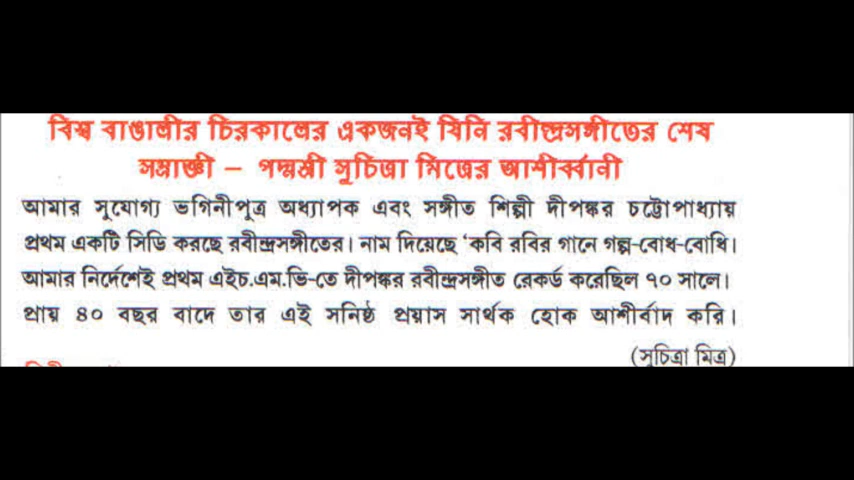 বিশ্ব বাঙালীর চিরকালের একজনই যিনি রবীন্দ্রসঙ্গীতের শেষ
সম্রাজ্ঞী – পদ্মশ্রী সুচিত্রা মিত্রের আশীর্ব্বানী
আমার সুযোগ্য ভগিনীপুত্র অধ্যাপক এবং সঙ্গীত শিল্পী দীপঙ্কর চট্টোপাধ্যায়
প্রথম একটি সিডি করছে রবীন্দ্রসঙ্গীতের। নাম দিয়েছে ‘কবি রবির গানে গল্প-বোধ-বোধি।
আমার নির্দেশেই প্রথম এইচ.এম.ভি-তে দীপঙ্কর রবীন্দ্রসঙ্গীত রেকর্ড করেছিল ৭০ সালে।
প্রায় ৪০ বছর বাদে তার এই সনিষ্ঠ প্রয়াস সার্থক হোক আশীর্বাদ করি।
(সুচিত্রা মিত্র)